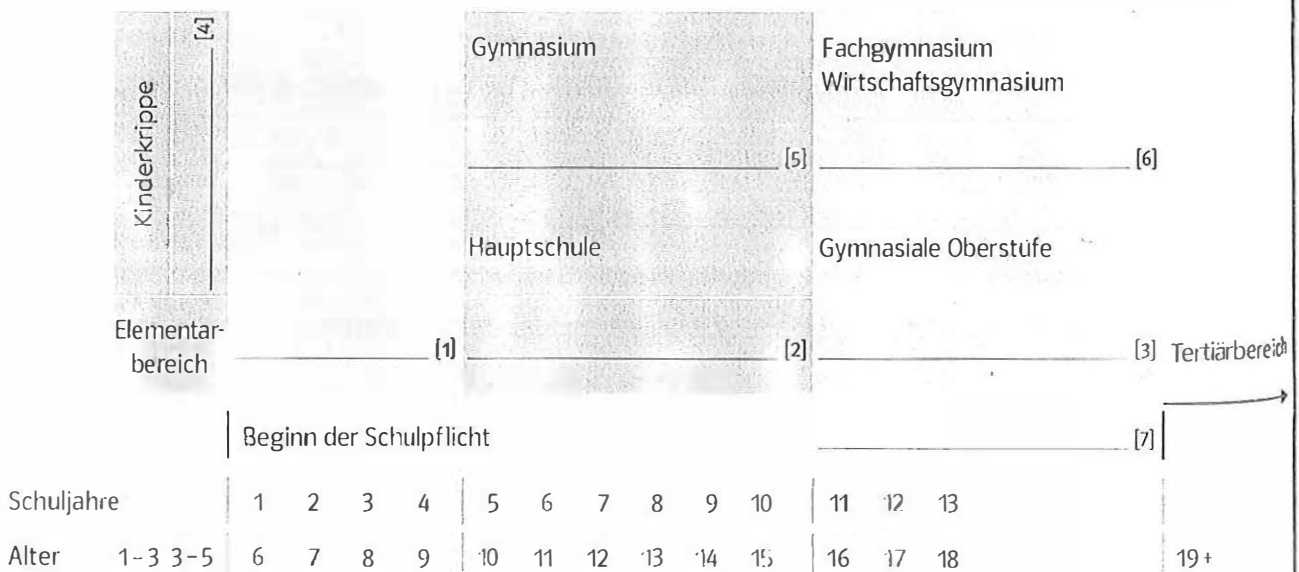 [4]
Kinderkrippe
Gymnasium
Fachgymnasium
Wirtschaftsgymnasium
[5]
[6]
Hauptschule
Gymnasiale Oberstufe
Elementar-
bereich
[1]
[2]
[3]
Tertiärbereich
Beginn der Schulpflicht
[7]
Schuljahre 1 2 3 4 5 6 7 8 9 10 11 12 13
Alter 1-3 3-5 6 7 8 9 10 11 12 13 14 15 16 17 18 19+